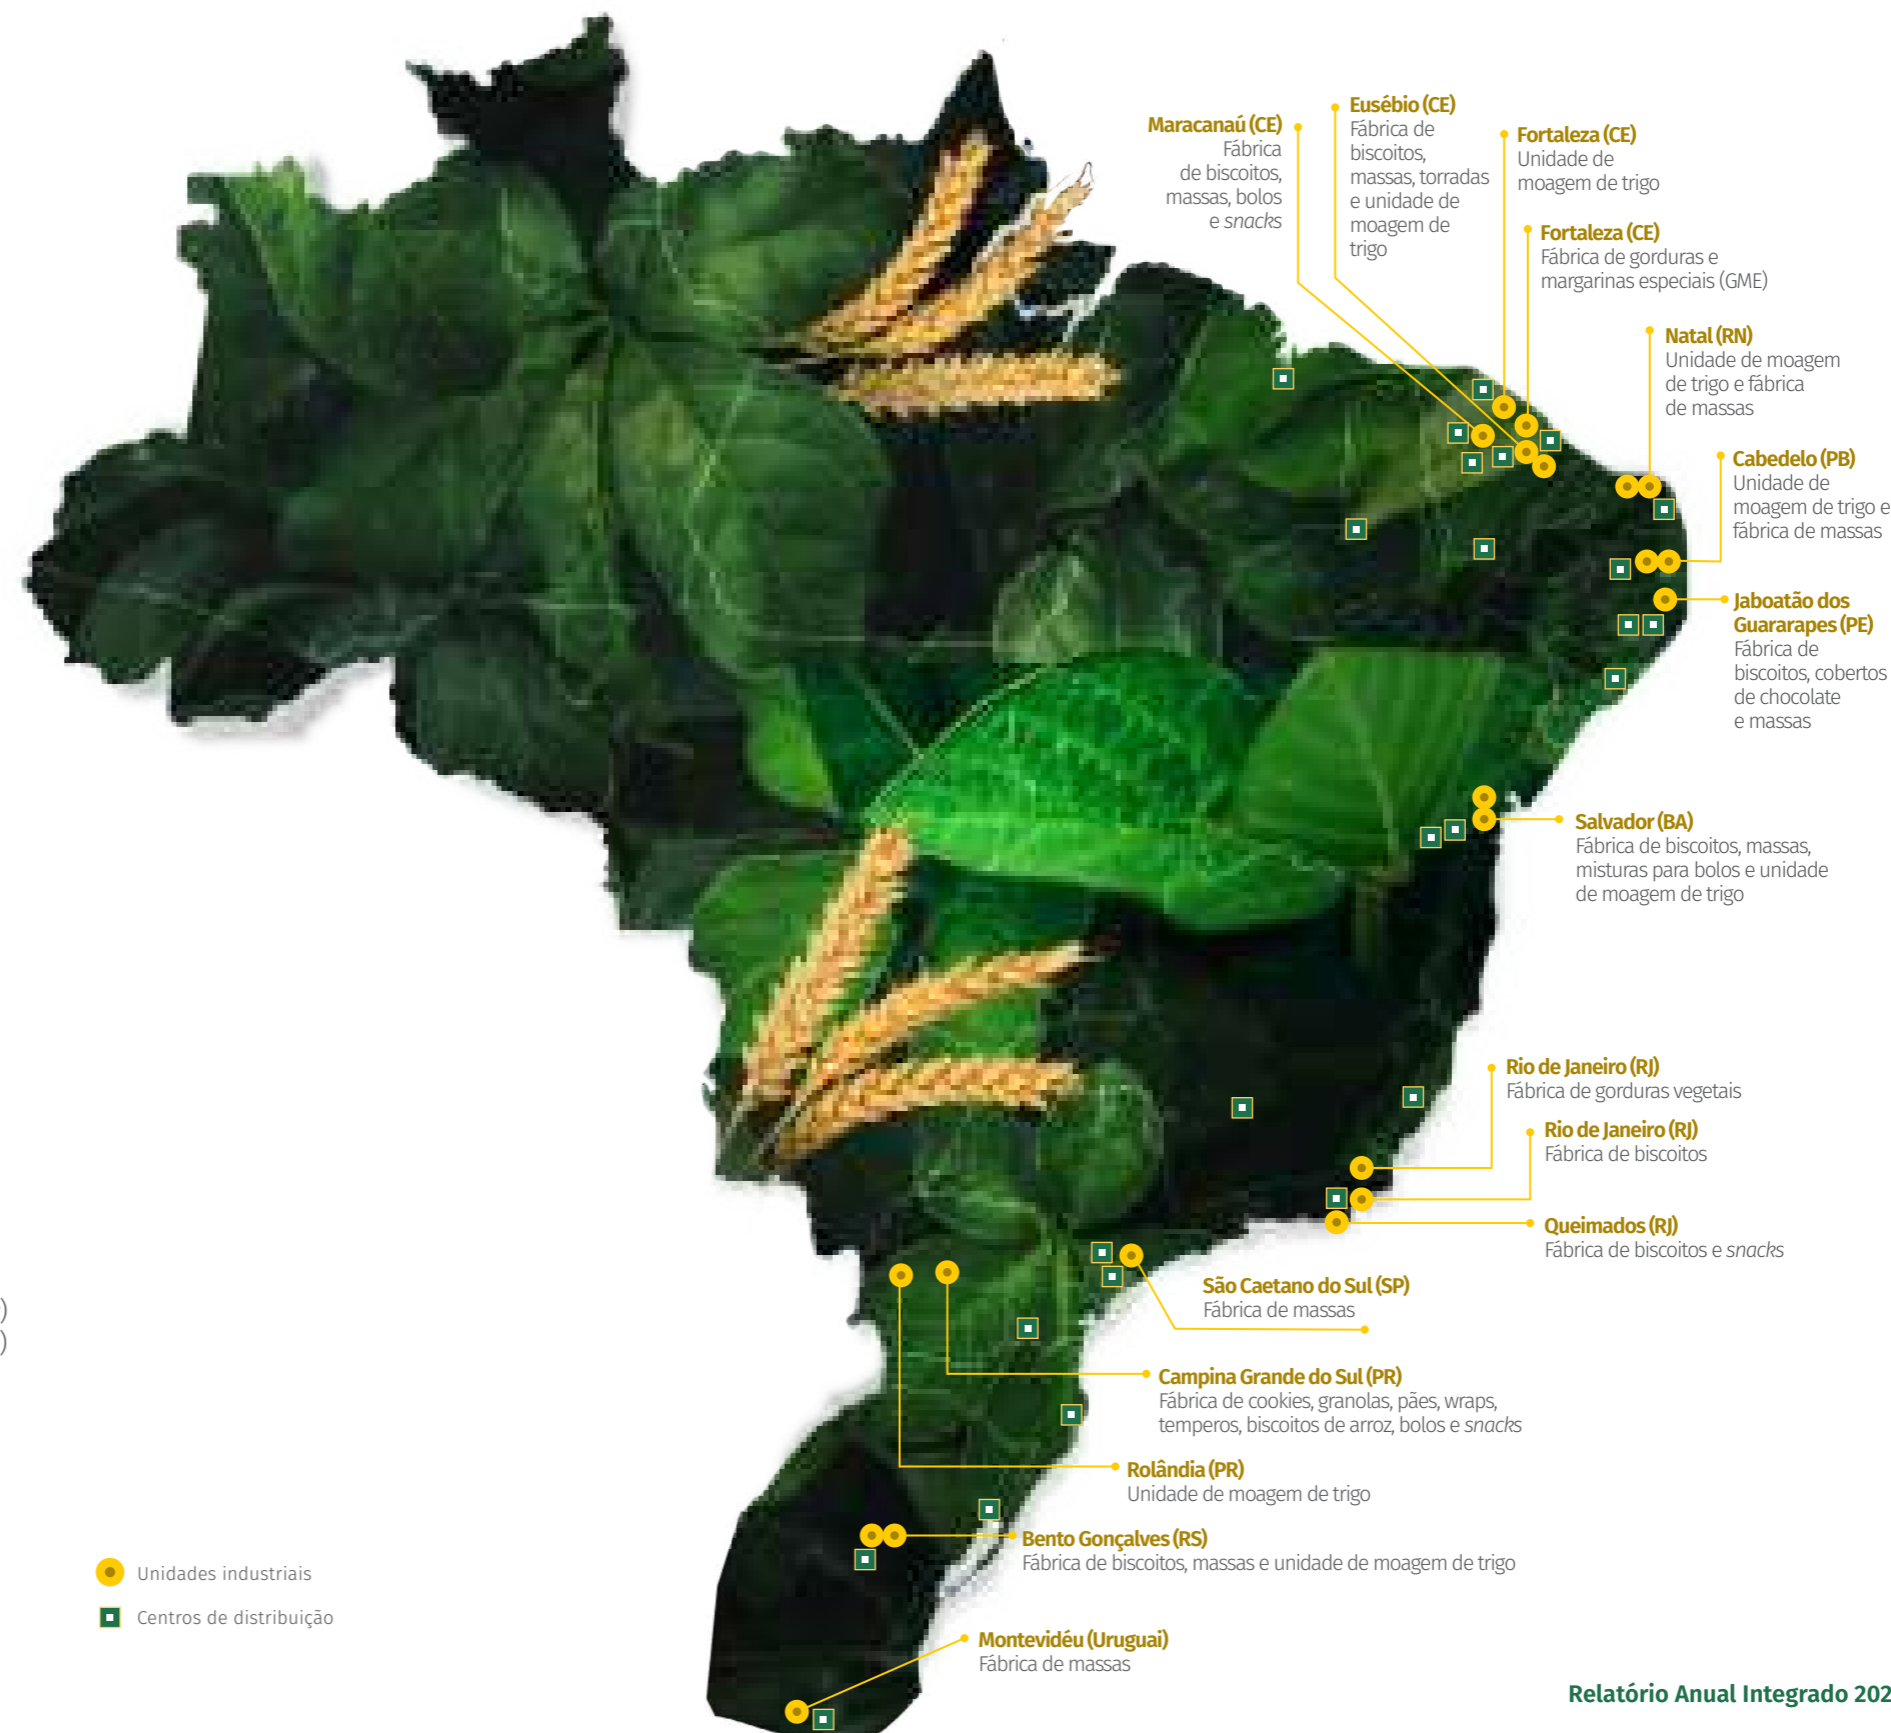 Maracanaú (CE)
Fábrica
de biscoitos,
massas, bolos
e snacks
Eusébio (CE)
Fábrica de
biscoitos,
massas, torradas
e unidade de
moagem de
trigo
Fortaleza (CE)
Unidade de
moagem de trigo
Fortaleza (CE)
Fábrica de gorduras e
margarinas especiais (GME)
Natal (RN)
Unidade de moagem
de trigo e fábrica
de massas
Cabedelo (PB)
Unidade de
moagem de trigo e
fábrica de massas
Jaboatão dos
Guararapes (PE)
Fábrica de
biscoitos, cobertos
de chocolate
e massas
Salvador (BA)
Fábrica de biscoitos, massas,
misturas para bolos e unidade
de moagem de trigo
Rio de Janeiro (RJ)
Fábrica de gorduras vegetais
Rio de Janeiro (RJ)
Fábrica de biscoitos
Queimados (RJ)
Fábrica de biscoitos e snacks
São Caetano do Sul (SP)
Fábrica de massas
)
)
Campina Grande do Sul (PR)
Fábrica de cookies, granolas, pães, wraps,
temperos, biscoitos de arroz, bolos e snacks
Rolândia (PR)
Unidade de moagem de trigo
Bento Gonçalves (RS)
Fábrica de biscoitos, massas e unidade de moagem de trigo
Unidades industriais
Centros de distribuição
Montevidéu (Uruguai)
Fábrica de massas
Relatório Anual Integrado 202